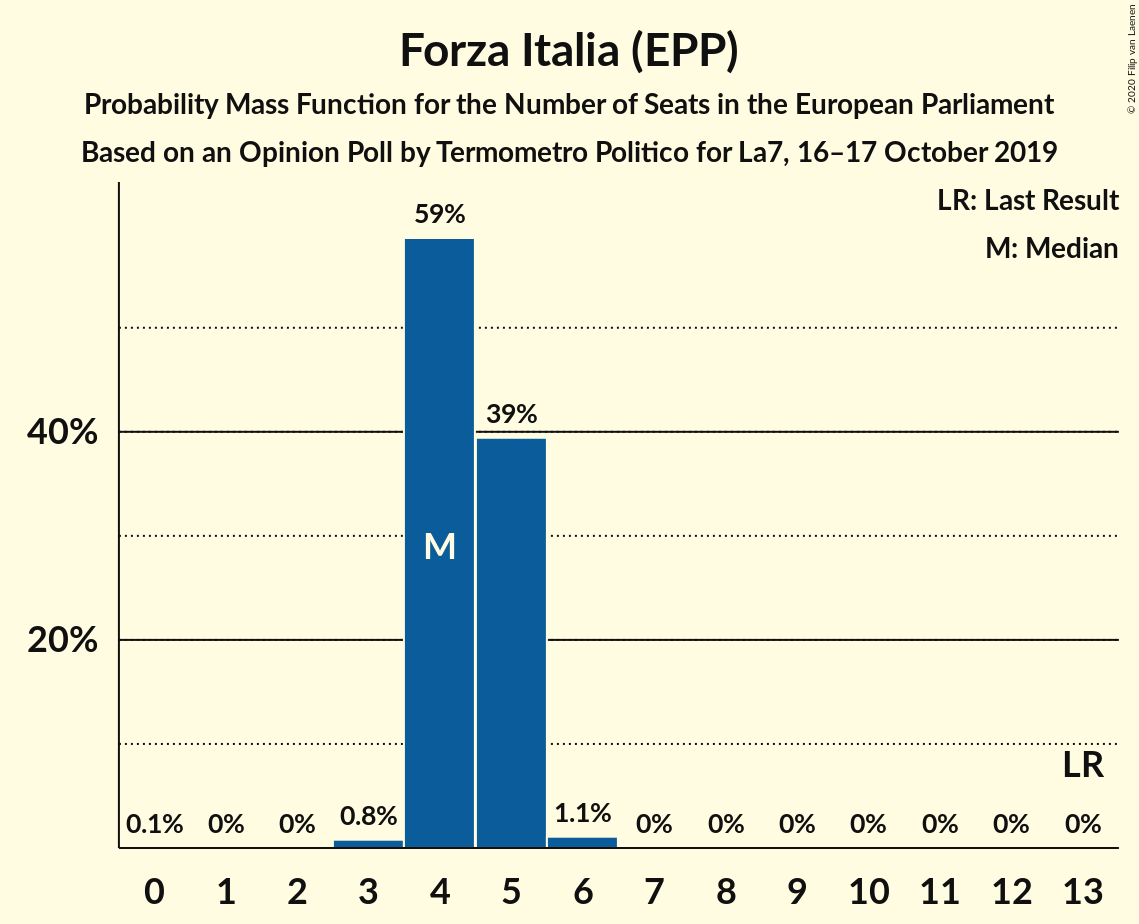 Forza Italia (EPP)
Probability Mass Function for the Number of Seats in the European Parliament
Based on an Opinion Poll by Termometro Politico for La7, 16–17 October 2019
© 2020 Filip van Laenen
LR: Last Result
M: Median
59%
39%
40%
M
20%
LR
0.1% 0% 0% 0.8% 1.1% 0% 0% 0% 0% 0% 0% 0%
0 1 2 3 4 5 6 7 8 9 10 11 12 13